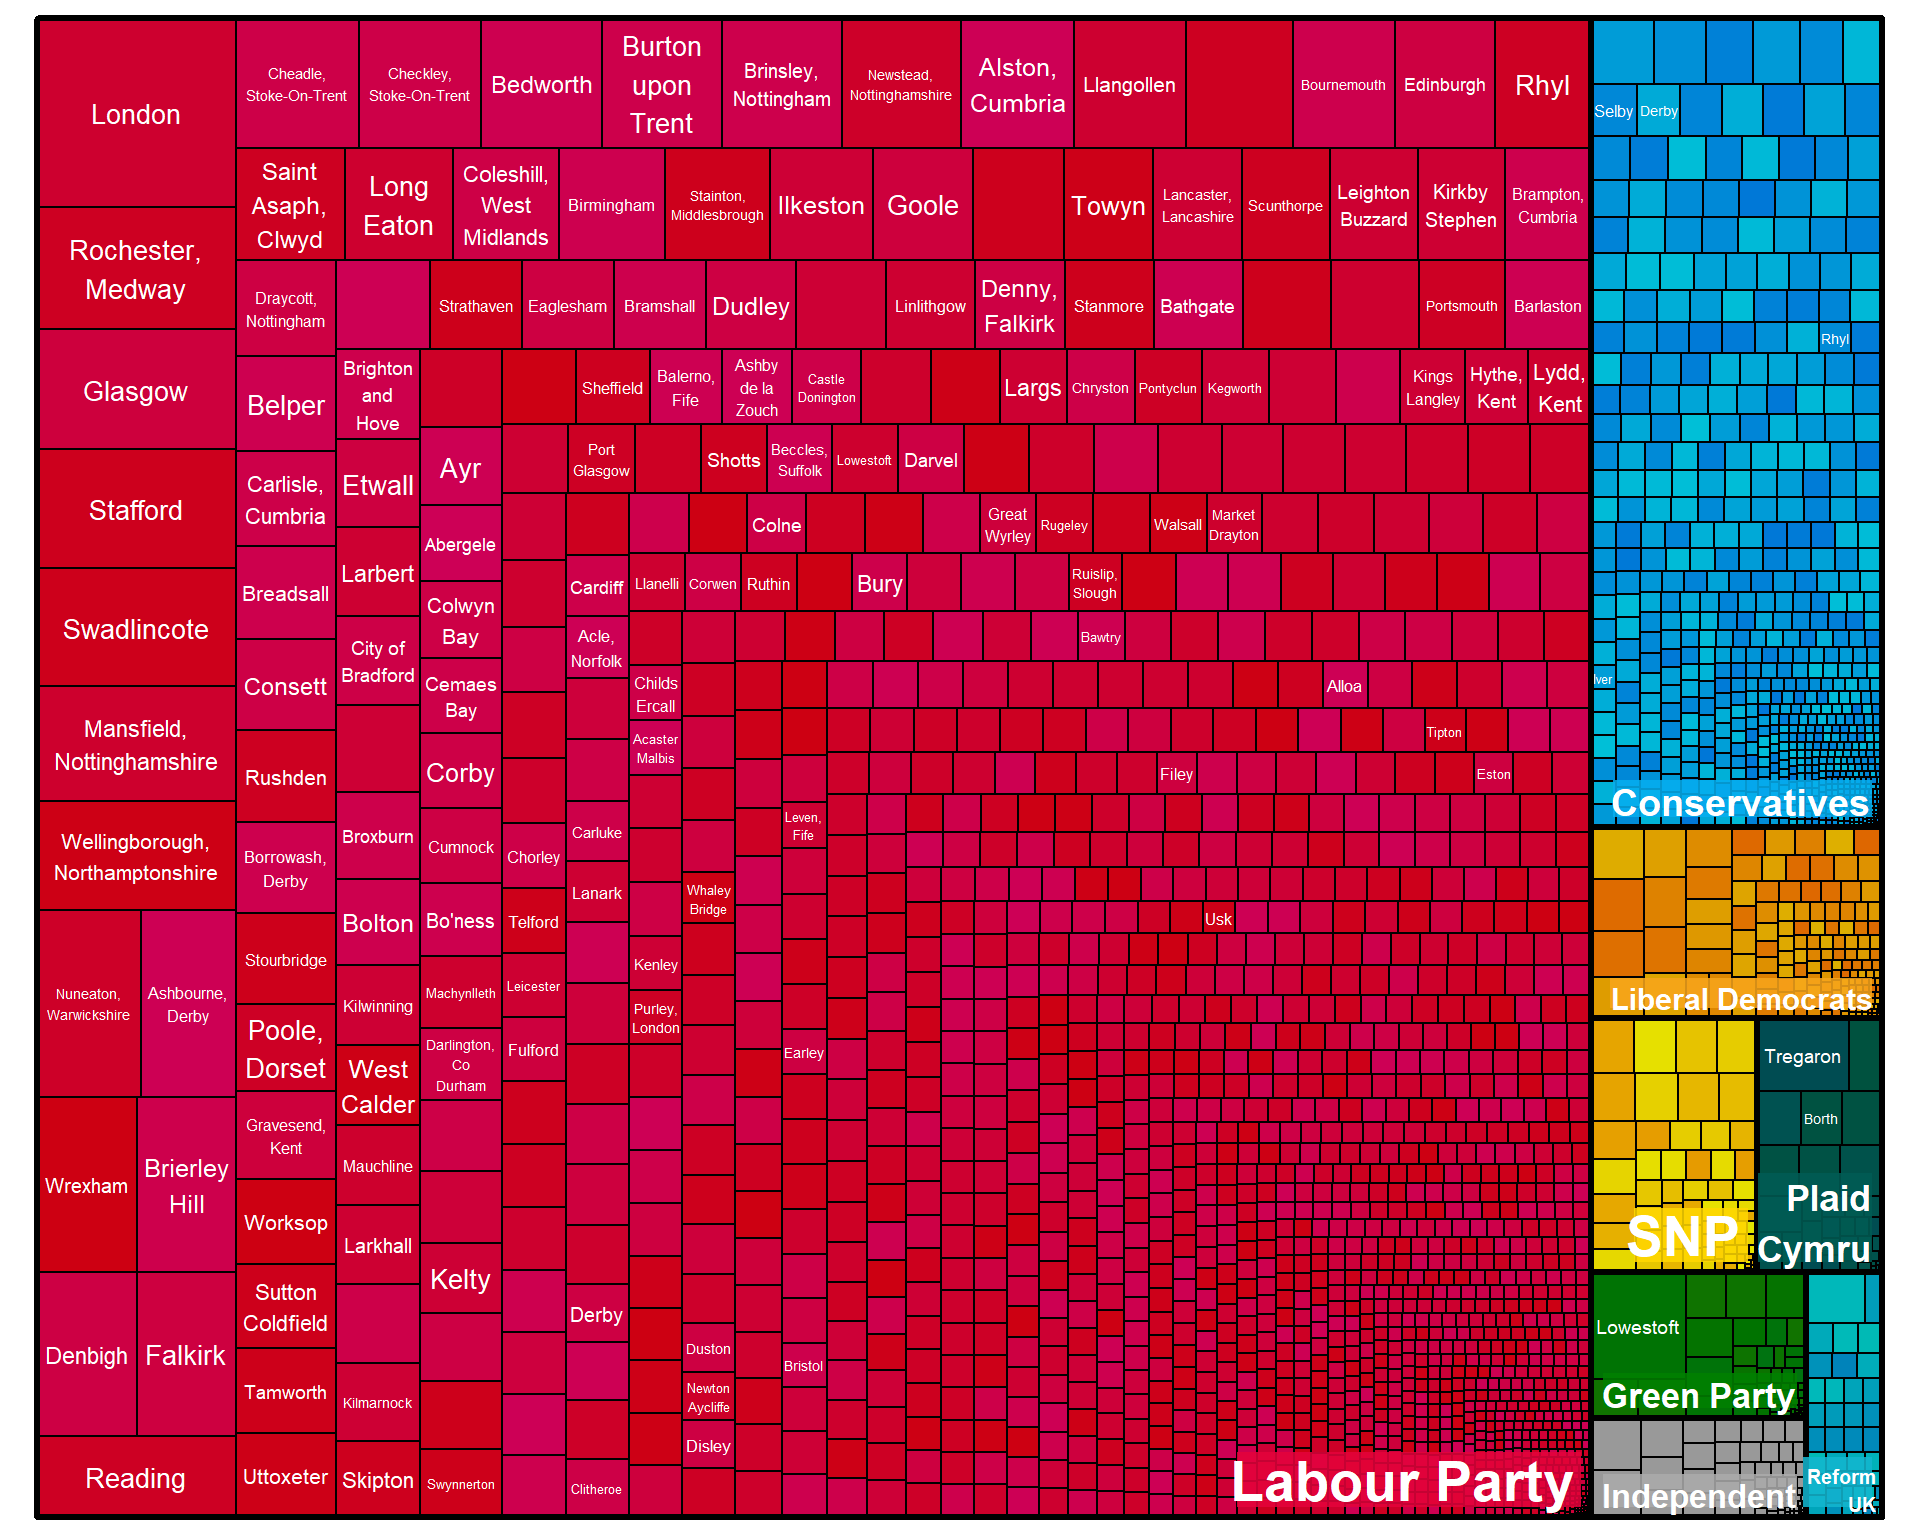 London
Rochester,
Medway
Glasgow
Stafford
Swadlincote
Mansfield,
Nottinghamshire
Wellingborough,
Northamptonshire
Nuneaton,
Warwickshire
Ashbourne,
Derby
Wrexham
Brierley
Hill
Denbigh
Falkirk
Reading
Cheadle,
Stoke-On-Trent
Checkley,
Stoke-On-Trent
Bedworth
Burton
upon
Trent
Brinsley,
Nottingham
Newstead,
Nottinghamshire
Alston,
Cumbria
Llangollen
Bournemouth
Edinburgh
Rhyl
Saint
Asaph,
Clwyd
Long
Eaton
Coleshill,
West
Midlands
Birmingham
Stainton,
Middlesbrough
Ilkeston
Goole
Towyn
Lancaster,
Lancashire
Scunthorpe
Leighton
Buzzard
Kirkby
Stephen
Brampton,
Cumbria
Draycott,
Nottingham
Strathaven
Eaglesham
Bramshall
Dudley
Linlithgow
Denny,
Falkirk
Stanmore
Bathgate
Portsmouth
Barlaston
Belper
Carlisle,
Cumbria
Breadsall
Consett
Rushden
Borrowash,
Derby
Stourbridge
Poole,
Dorset
Gravesend,
Kent
Worksop
Sutton
Coldfield
Tamworth
Uttoxeter
Brighton
and
Hove
Etwall
Larbert
City of
Bradford
Broxburn
Bolton
Kilwinning
West
Calder
Mauchline
Larkhall
Kilmarnock
Skipton
Ayr
Abergele
Colwyn
Bay
Cemaes
Bay
Corby
Cumnock
Bo'ness
Machynlleth
Darlington,
Co
Durham
Kelty
Swynnerton
Sheffield
Balerno,
Fife
Ashby
de la
Zouch
Castle
Donington
Largs
Chryston
Pontyclun
Kegworth
Kings
Langley
Hythe,
Kent
Lydd,
Kent
Port
Glasgow
Shotts
Beccles,
Suffolk
Lowestoft
Darvel
Colne
Great
Wyrley
Rugeley
Walsall
Market
Drayton
Chorley
Telford
Leicester
Fulford
Cardiff
Acle,
Norfolk
Carluke
Lanark
Derby
Clitheroe
Llanelli
Corwen
Ruthin
Bury
Ruislip,
Slough
Bawtry
Childs
Ercall
Acaster
Malbis
Kenley
Purley,
London
Alloa
Tipton
Filey
Eston
Leven,
Fife
Whaley
Bridge
Usk
Earley
Duston
Newton
Aycliffe
Disley
Bristol
Labour Party
Selby
Derby
Rhyl
Conservatives
Liberal Democrats
SNP
Tregaron
Borth
Plaid
Cymru
Lowestoft
Green Party
Independent
Reform
UK